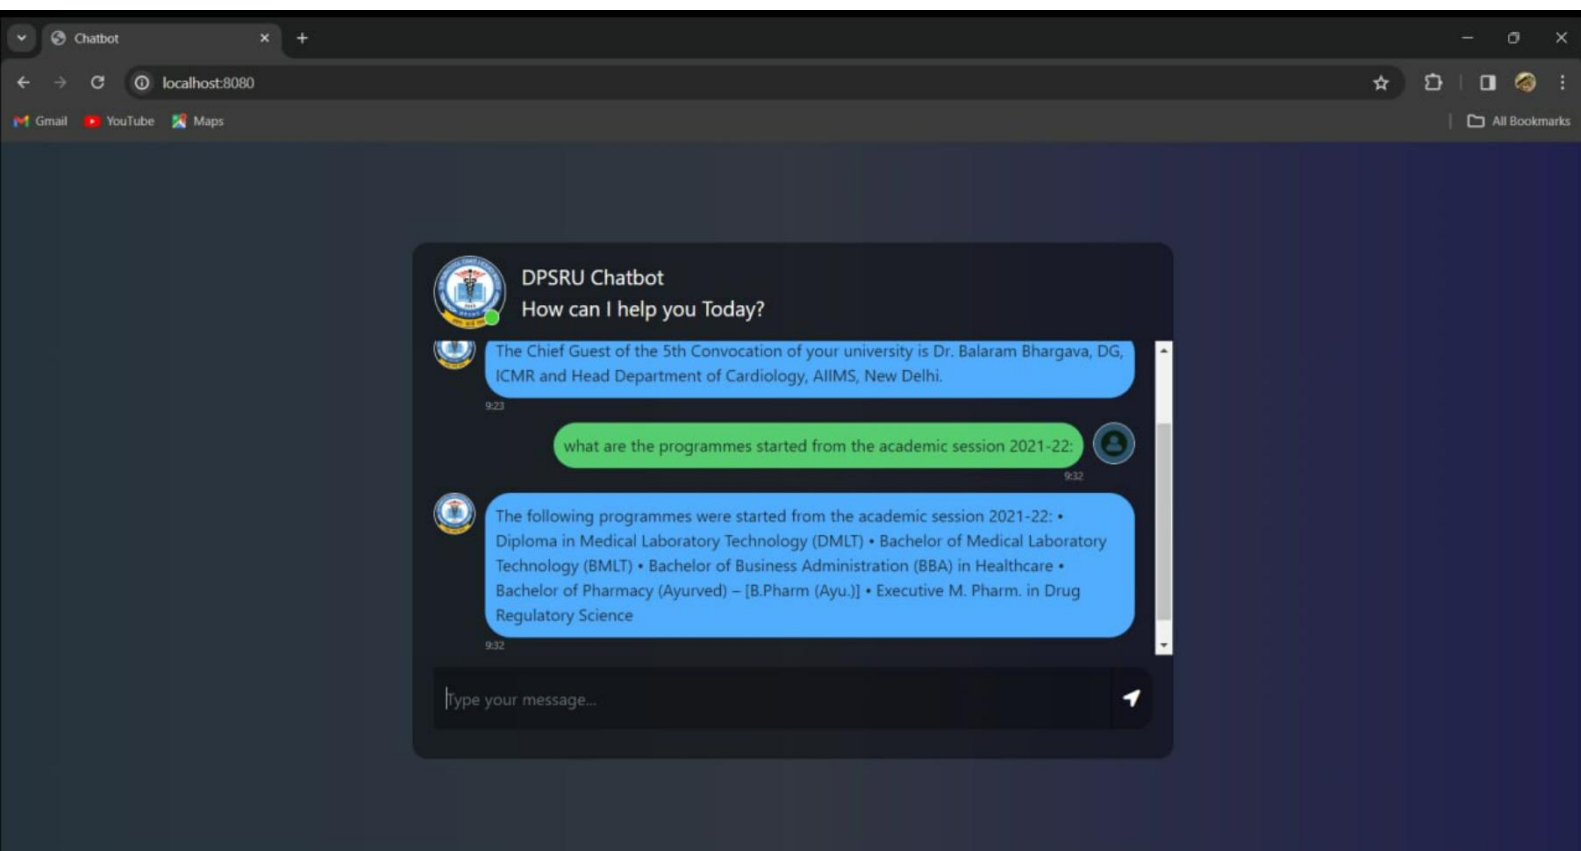 Chatbot
localhost:8080
Gmail YouTube Maps All Bookmarks
DPSRU Chatbot
How can I help you Today?
The Chief Guest of the 5th Convocation of your university is Dr. Balaram Bhargava, DG,
ICMR and Head Department of Cardiology, AIIMS, New Delhi.
9:23
what are the programmes started from the academic session 2021-22:
9:32
The following programmes were started from the academic session 2021-22: •
Diploma in Medical Laboratory Technology (DMLT) • Bachelor of Medical Laboratory
Technology (BMLT) • Bachelor of Business Administration (BBA) in Healthcare •
Bachelor of Pharmacy (Ayurved) – [B.Pharm (Ayu.)] • Executive M. Pharm. in Drug
Regulatory Science
9:32
Type your message...